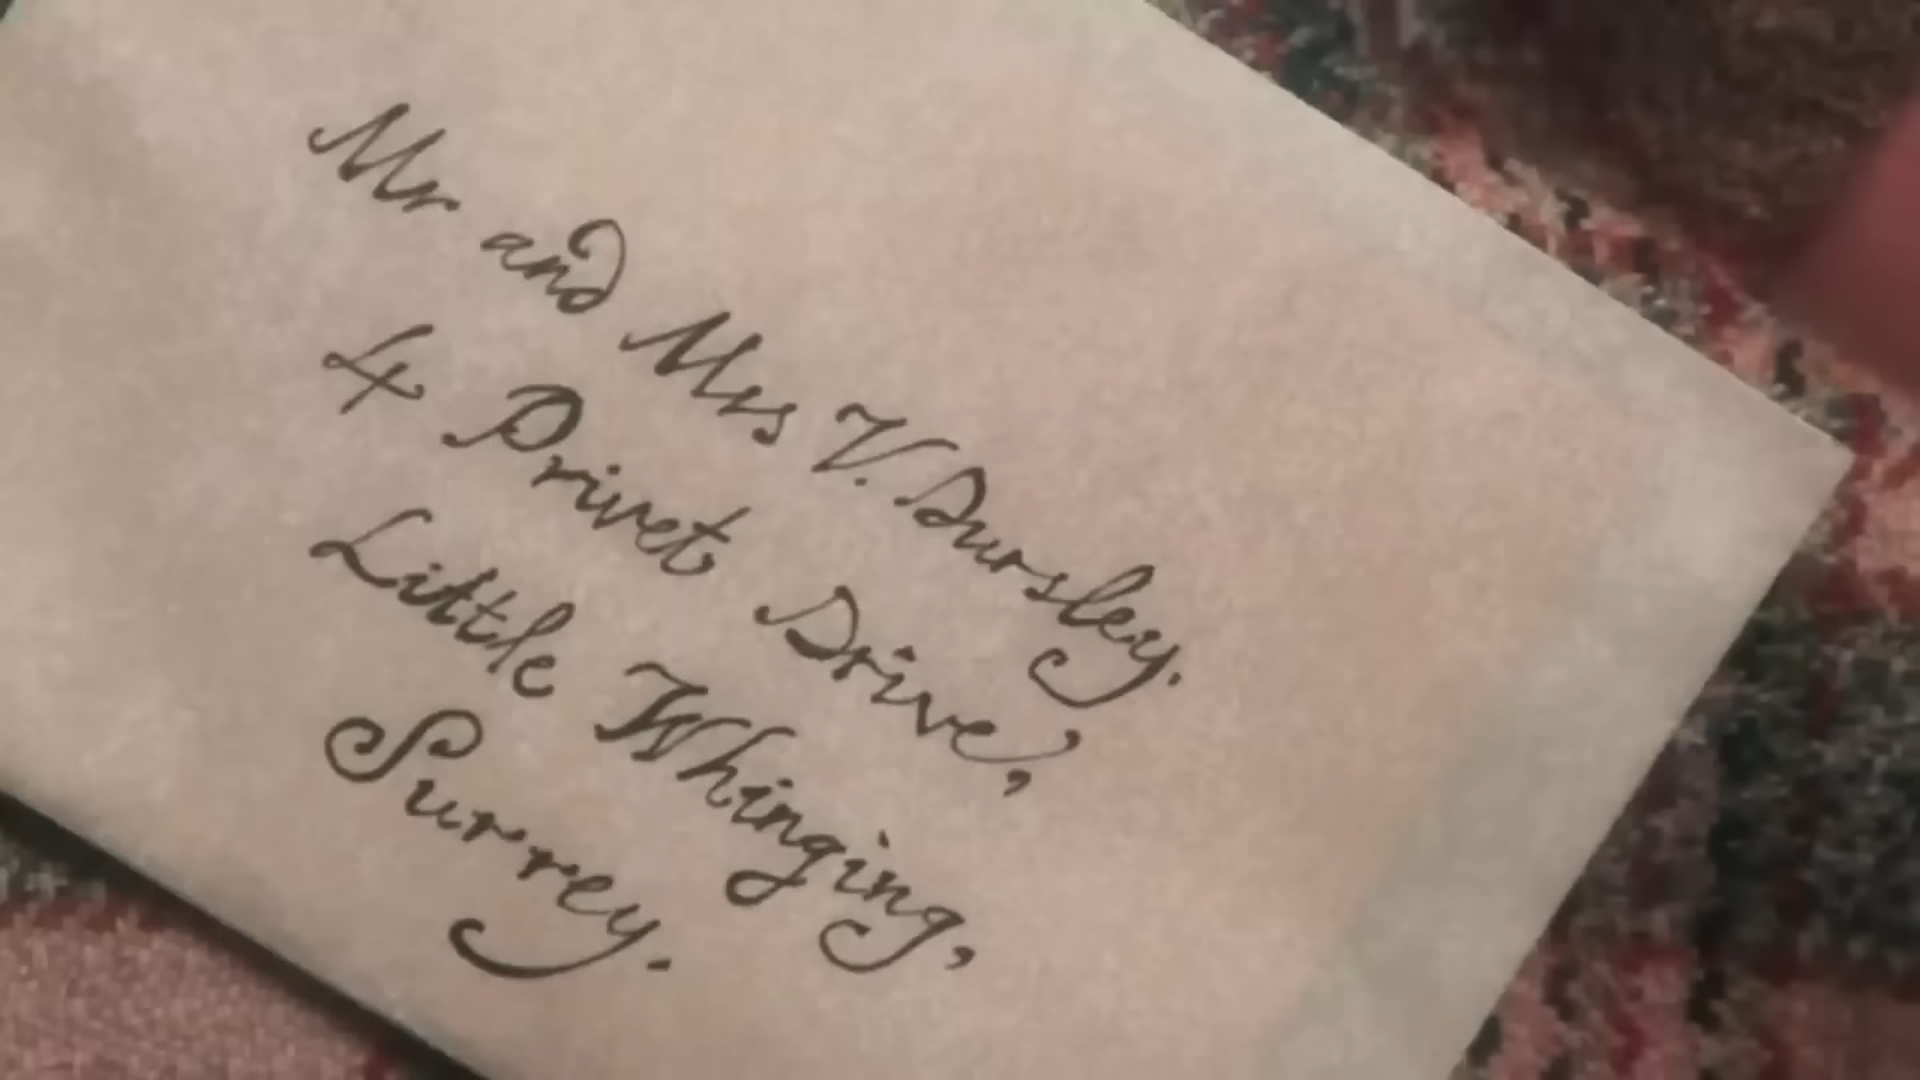 Mr and Mrs V. Dursley.
4 Privet Drive,
Little Whinging,
Surrey.